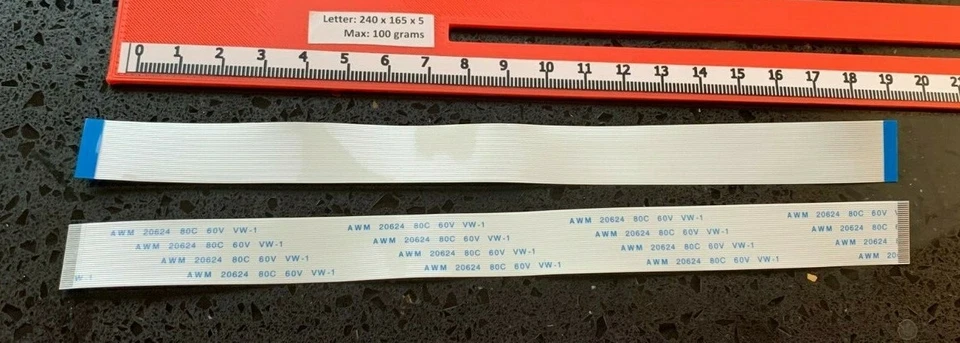 Letter: 240 x 165 x 5
Max: 100 grams
0 1 2 3 4 5 6 7 8 9 10 11 12 13 14 15 16 17 18 19 20 21
AWM 20624 80C 60V VW-1 AWM 20624 80C 60V VW-1 AWM 20624 80C 60V VW-1 AWM 20624 80C 60V
AWM 20624 80C 60V VW-1 AWM 20624 80C 60V VW-1 AWM 20624 80C 60V VW-1 AWM 20624 80C
AWM 20624 80C 60V VW-1 AWM 20624 80C 60V VW-1 AWM 20624 80C 60V VW-1 AWM 20624
W-1 AWM 20624 80C 60V VW-1 AWM 20624 80C 60V VW-1 AWM 20624 80C 60V VW-1 AWM 20